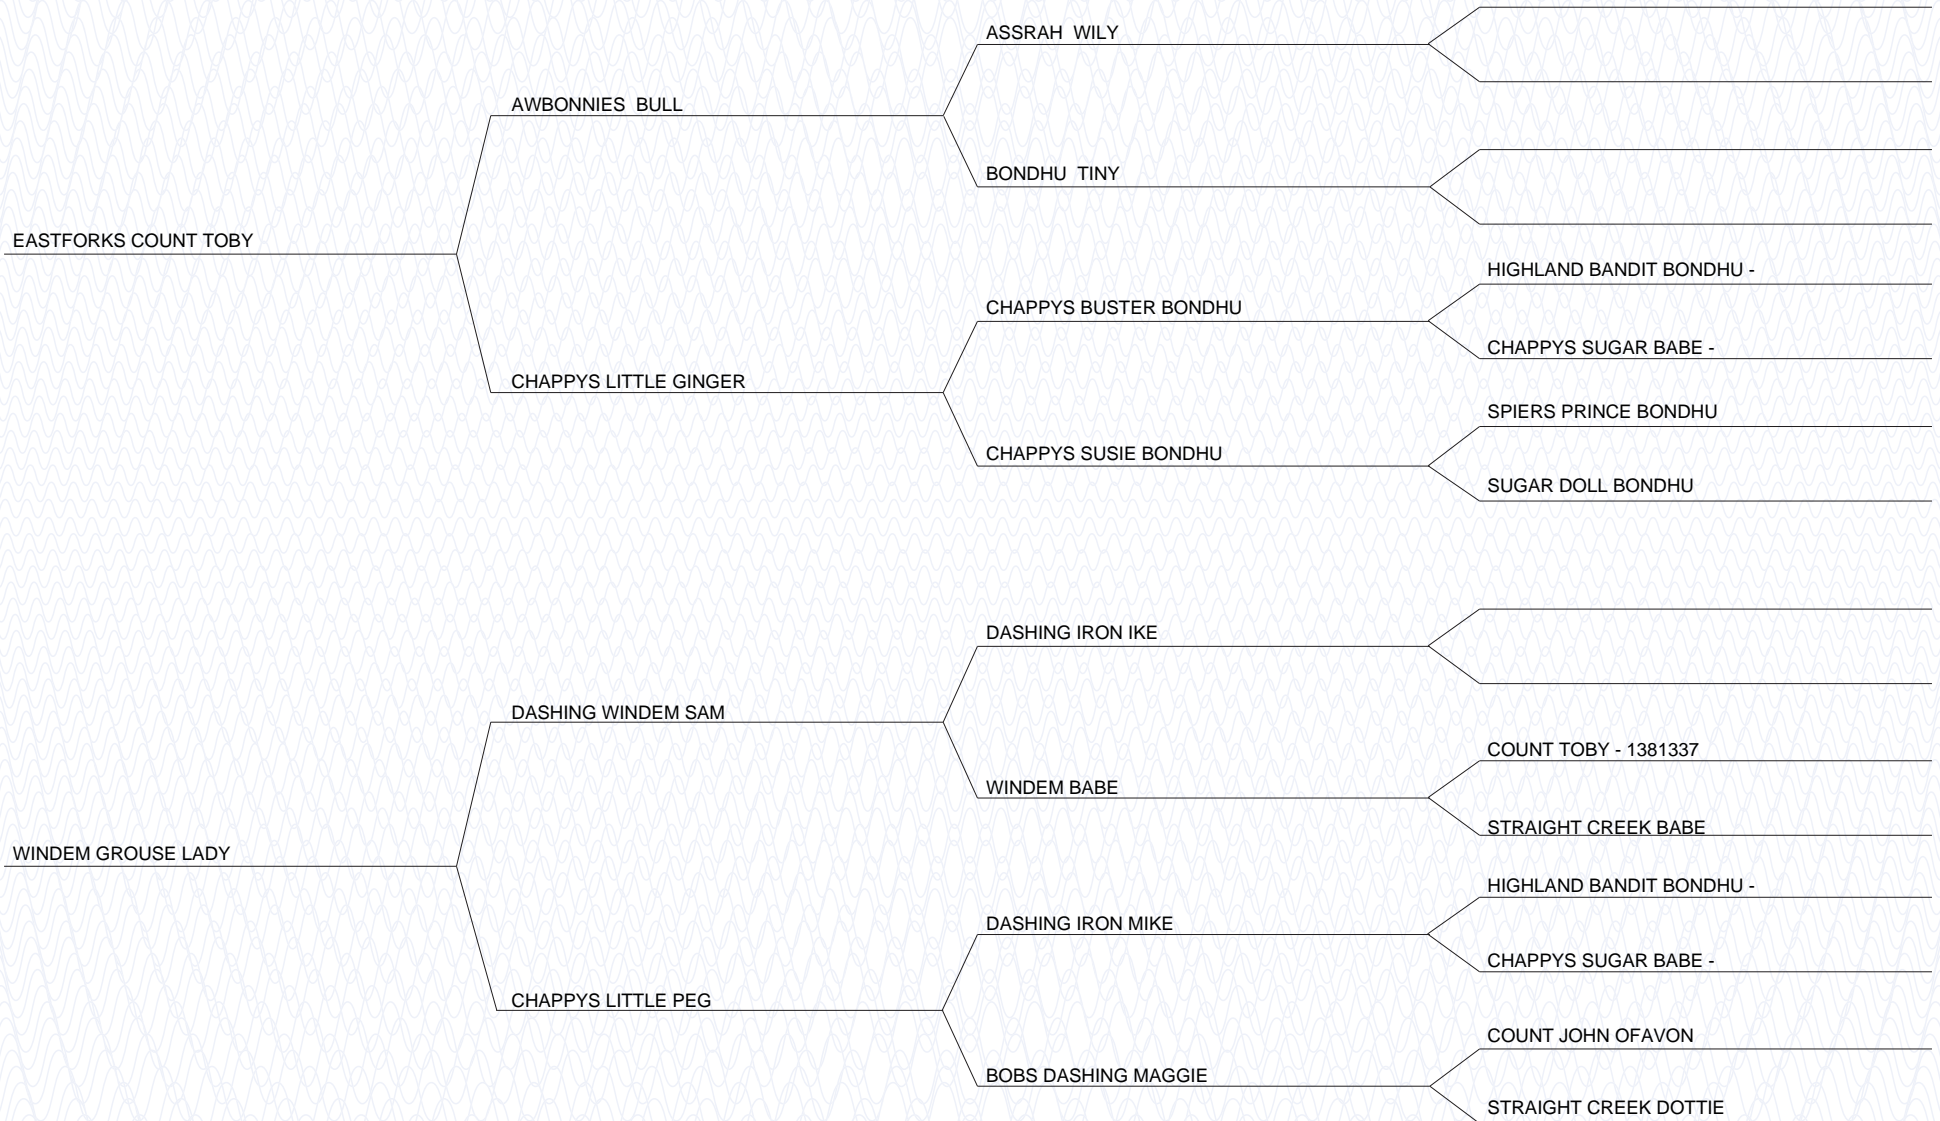 ASSRAH  WILY
AWBONNIES  BULL
BONDHU  TINY
EASTFORKS COUNT TOBY
HIGHLAND BANDIT BONDHU -
CHAPPYS BUSTER BONDHU
CHAPPYS SUGAR BABE -
CHAPPYS LITTLE GINGER
SPIERS PRINCE BONDHU
CHAPPYS SUSIE BONDHU
SUGAR DOLL BONDHU
DASHING IRON IKE
DASHING WINDEM SAM
COUNT TOBY - 1381337
WINDEM BABE
STRAIGHT CREEK BABE
WINDEM GROUSE LADY
HIGHLAND BANDIT BONDHU -
DASHING IRON MIKE
CHAPPYS SUGAR BABE -
CHAPPYS LITTLE PEG
COUNT JOHN OFAVON
BOBS DASHING MAGGIE
STRAIGHT CREEK DOTTIE